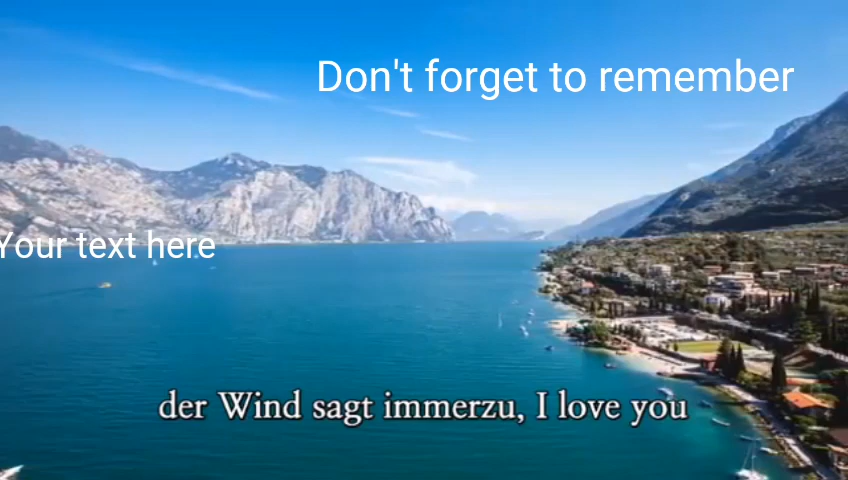 Don't forget to remember
Your text here
der Wind sagt immerzu, I love you